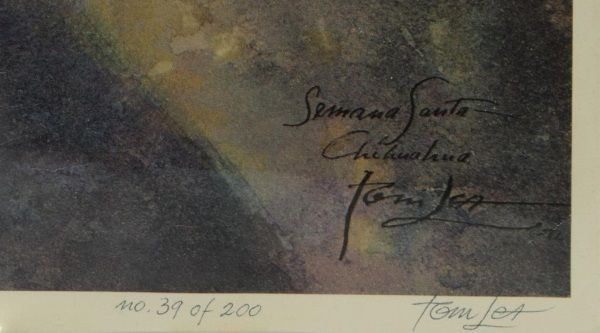 Semana Santa
Chihuahua
Tom Lea
no. 39 of 200
Tom Lea